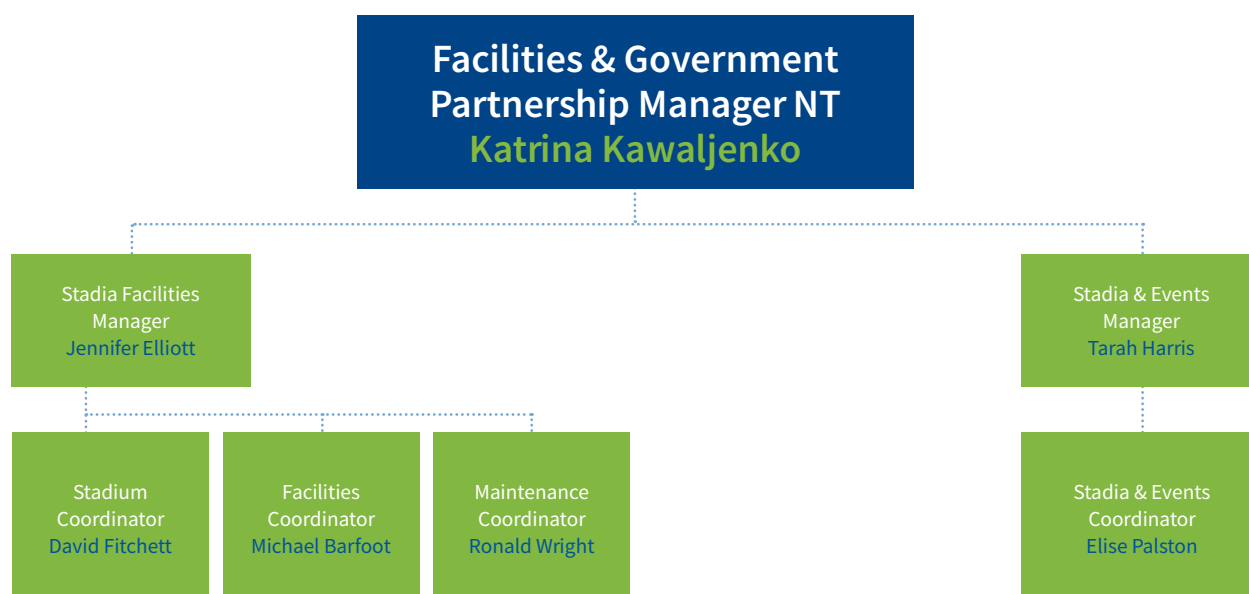 Facilities & Government
Partnership Manager NT
Katrina Kawaljenko
Stadia Facilities
Manager
Jennifer Elliott
Stadia & Events
Manager
Tarah Harris
Stadium
Coordinator
David Fitchett
Facilities
Coordinator
Michael Barfoot
Maintenance
Coordinator
Ronald Wright
Stadia & Events
Coordinator
Elise Palston